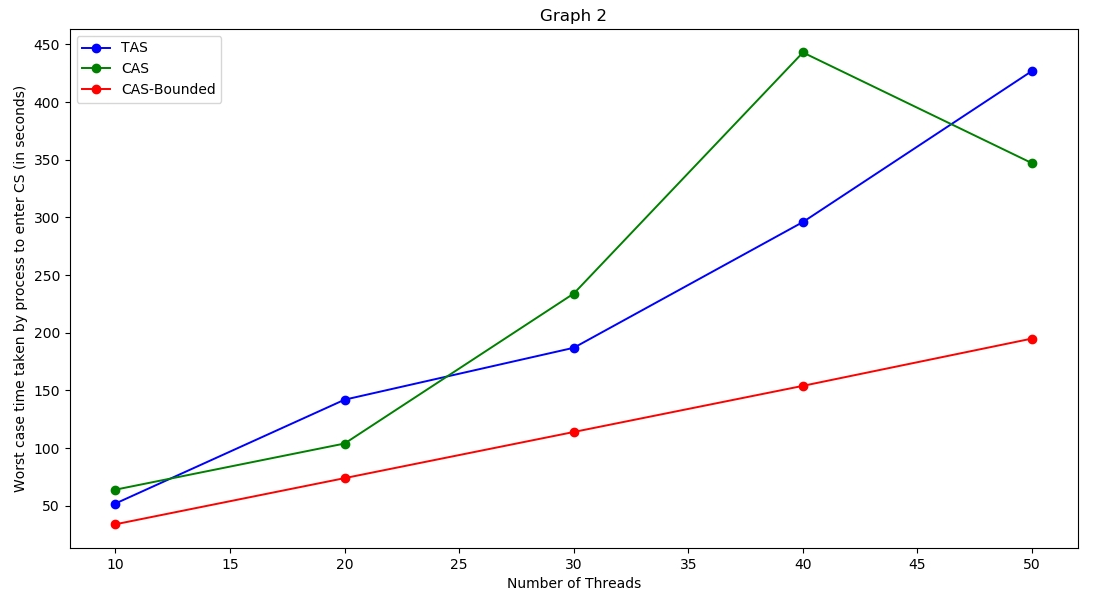 Graph 2
TAS
CAS
CAS-Bounded
Worst case time taken by process to enter CS (in seconds)
450
400
350
300
250
200
150
100
50
10 15 20 25 30 35 40 45 50
Number of Threads